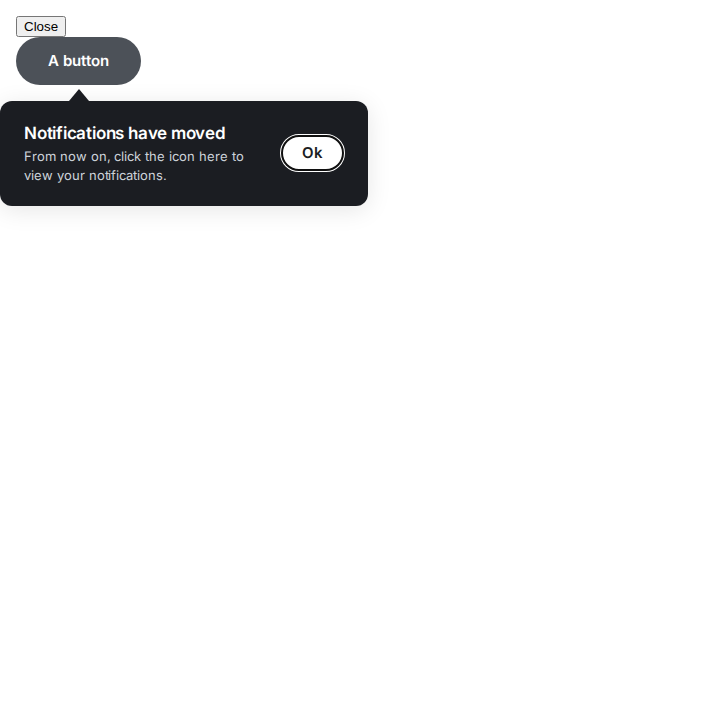 Close
A button
Notifications have moved
From now on, click the icon here to
view your notifications.
Ok